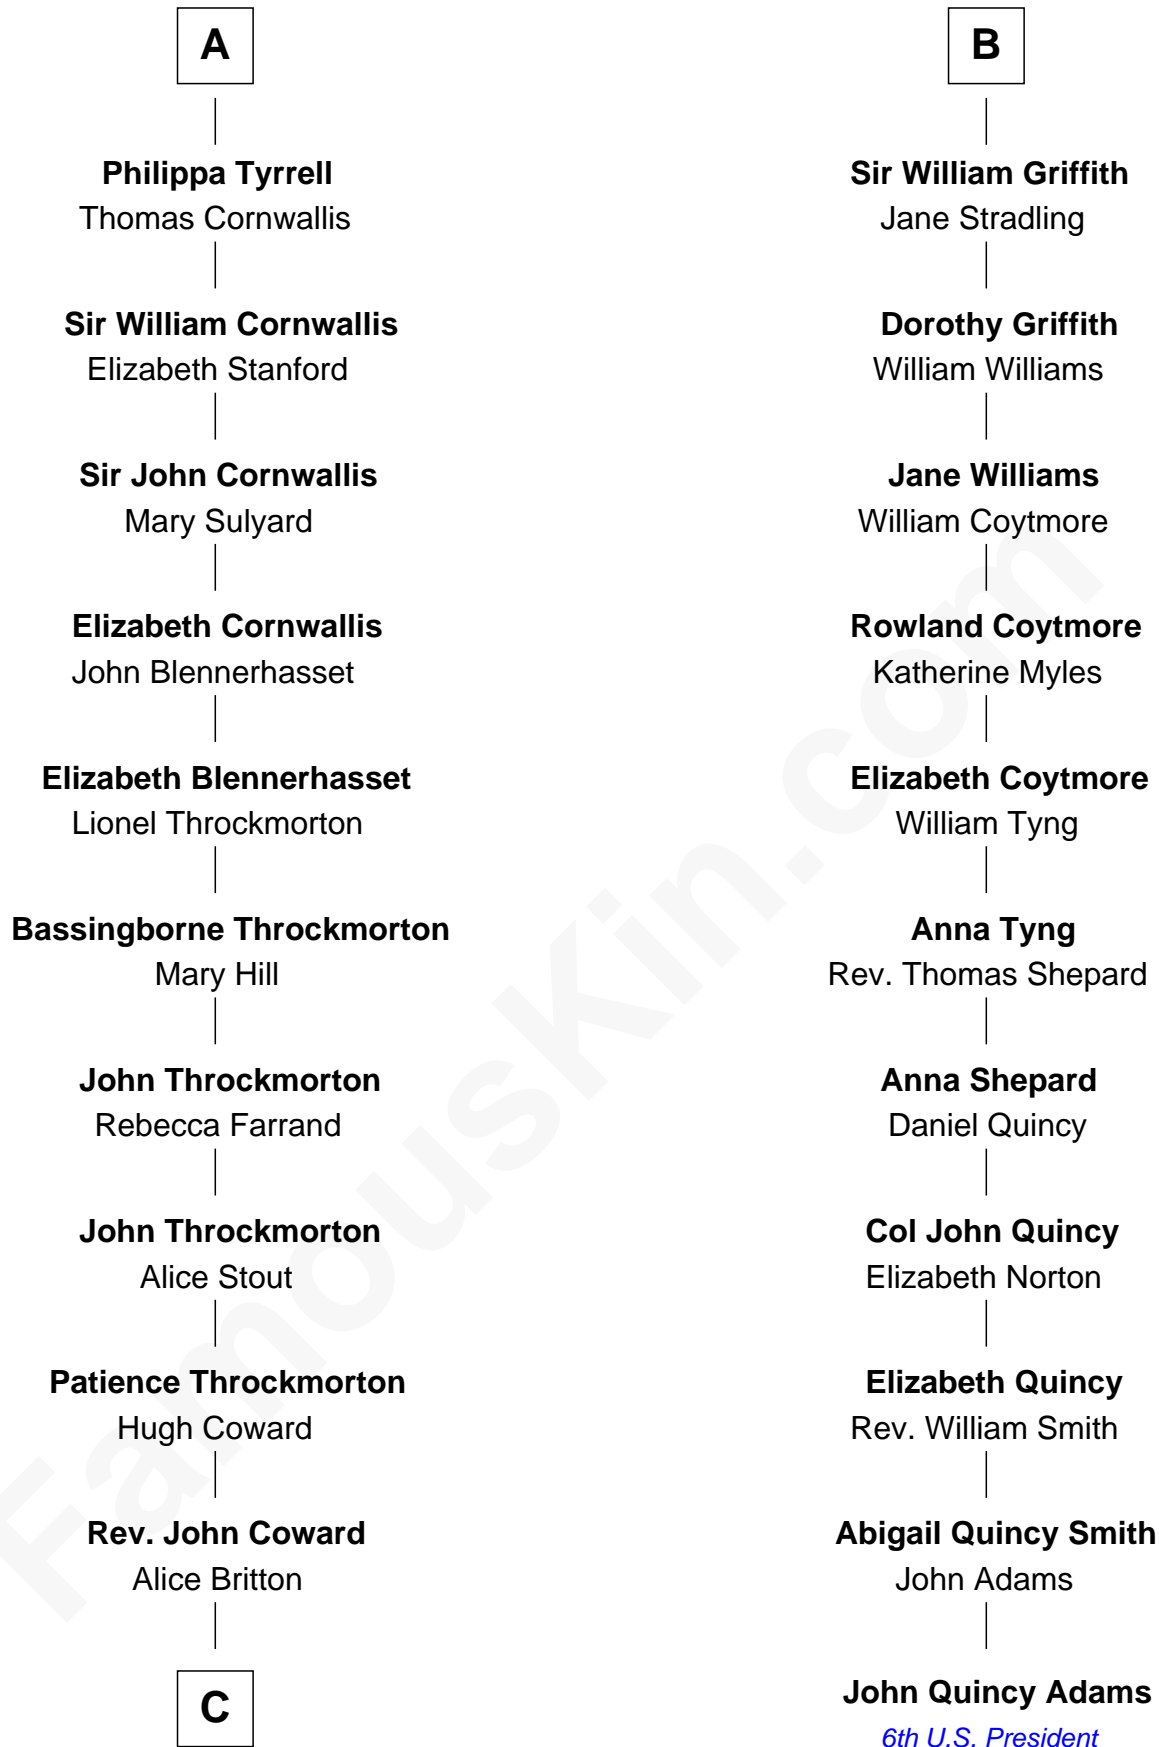 A
Philippa Tyrrell
Thomas Cornwallis
Sir William Cornwallis
Elizabeth Stanford
Sir John Cornwallis
Mary Sulyard
Elizabeth Cornwallis
John Blennerhasset
Elizabeth Blennerhasset
Lionel Throckmorton
Bassingborne Throckmorton
Mary Hill
John Throckmorton
Rebecca Farrand
John Throckmorton
Alice Stout
Patience Throckmorton
Hugh Coward
Rev. John Coward
Alice Britton
C
B
Sir William Griffith
Jane Stradling
Dorothy Griffith
William Williams
Jane Williams
William Coytmore
Rowland Coytmore
Katherine Myles
Elizabeth Coytmore
William Tyng
Anna Tyng
Rev. Thomas Shepard
Anna Shepard
Daniel Quincy
Col John Quincy
Elizabeth Norton
Elizabeth Quincy
Rev. William Smith
Abigail Quincy Smith
John Adams
John Quincy Adams
6th U.S. President
FamousKin.com